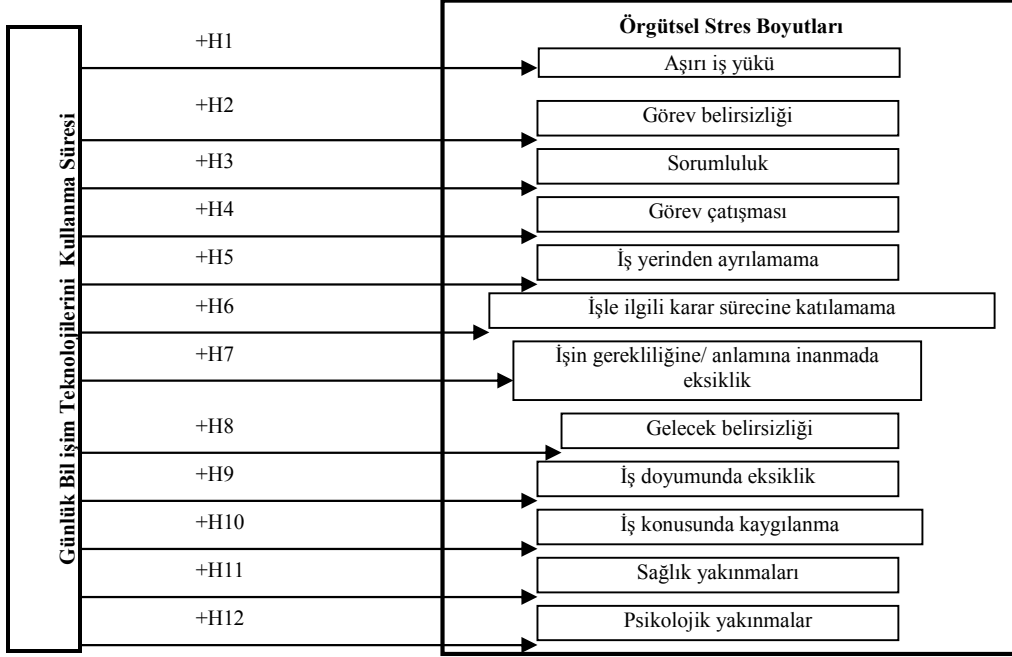 Günlük Bil işim Teknolojilerini Kullanma Süresi
Örgütsel Stres Boyutları
+H1
Aşırı iş yükü
+H2
Görev belirsizliği
+H3
Sorumluluk
+H4
Görev çatışması
+H5
İş yerinden ayrılamama
+H6
İşle ilgili karar sürecine katılamama
+H7
İşin gerekliliğine/ anlamına inanmada
eksiklik
+H8
Gelecek belirsizliği
+H9
İş doyumunda eksiklik
+H10
İş konusunda kaygılanma
+H11
Sağlık yakınmaları
+H12
Psikolojik yakınmalar